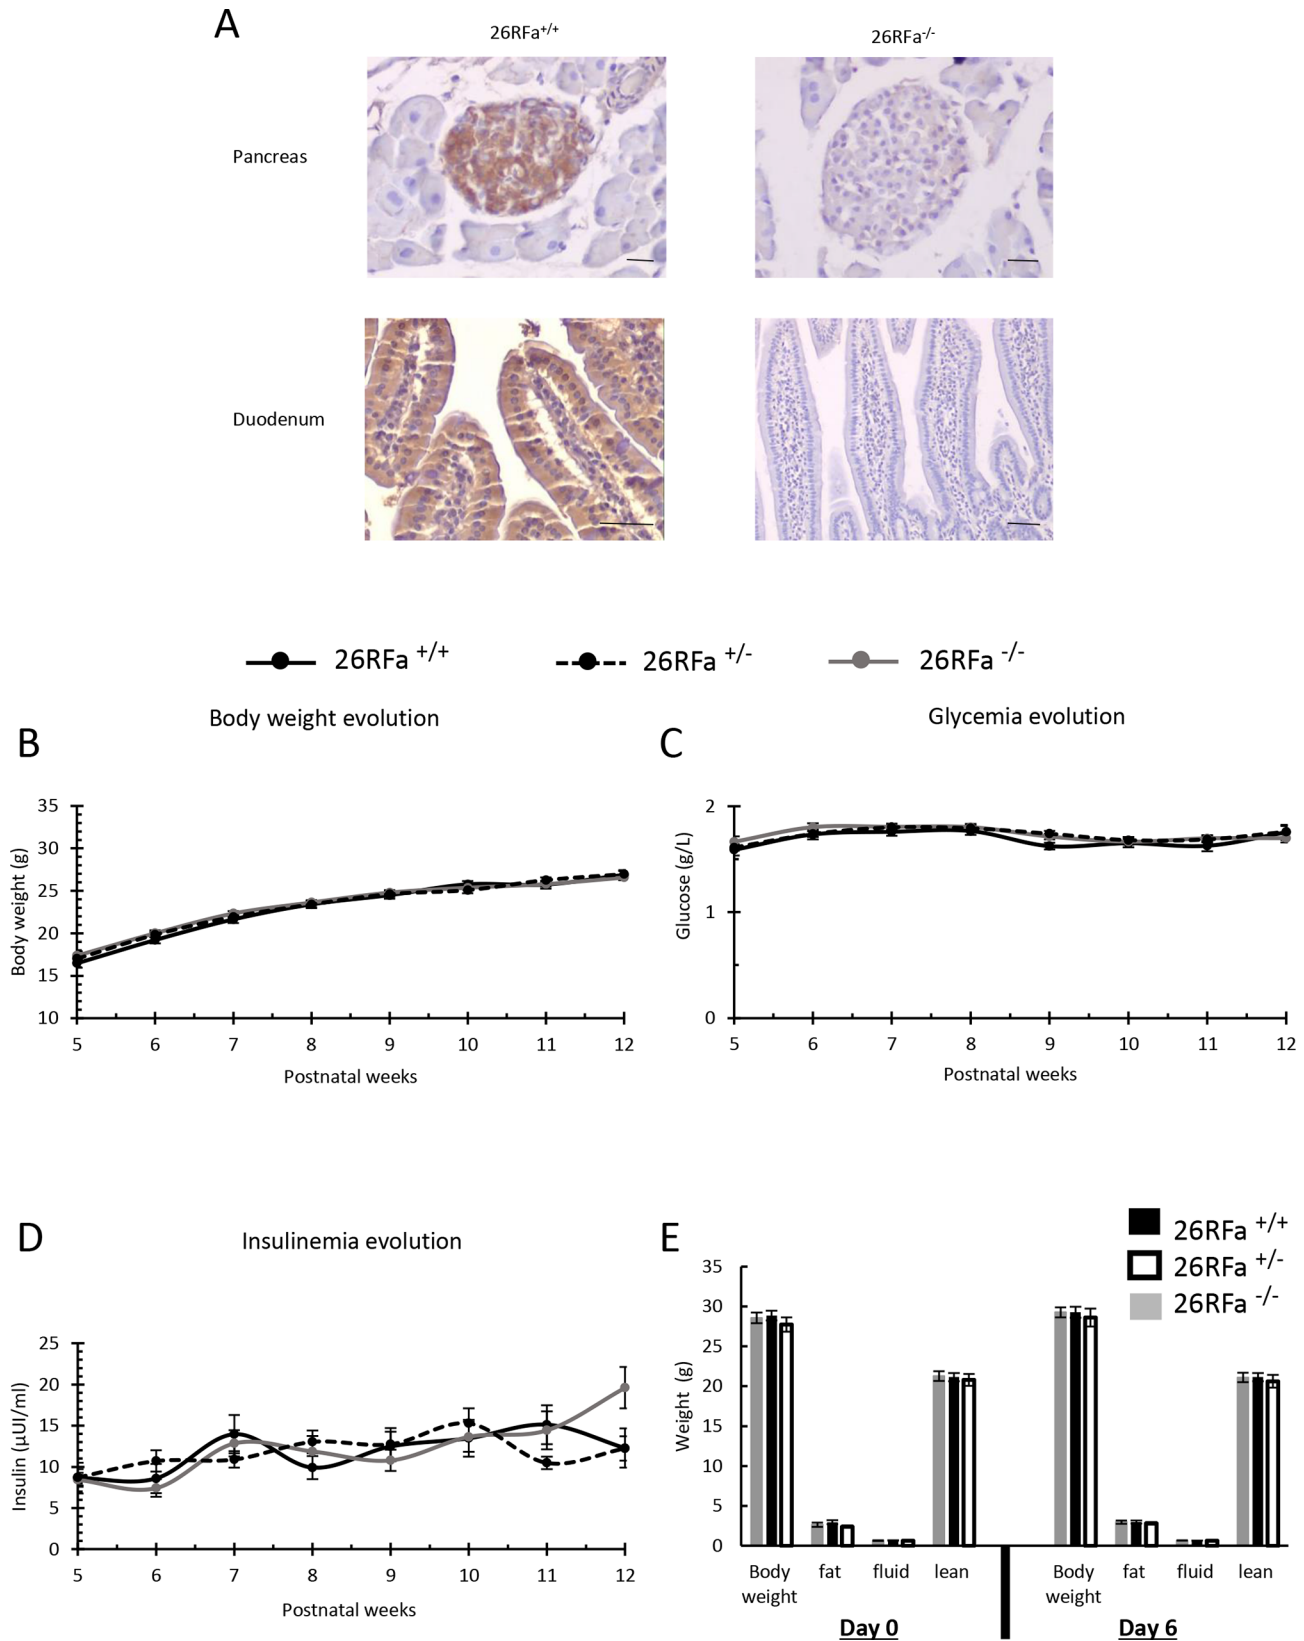 A
26RFa+/+
26RFa-/-
Pancreas
Duodenum
26RFa +/+
26RFa +/-
26RFa -/-
Body weight evolution
Glycemia evolution
B
C
35
30
25
20
15
10
Body weight (g)
5 6 7 8 9 10 11 12
Postnatal weeks
2
1
0
Glucose (g/L)
5 6 7 8 9 10 11 12
Postnatal weeks
D
Insulinemia evolution
25
20
15
10
5
0
Insulin (µUI/ml)
5 6 7 8 9 10 11 12
Postnatal weeks
E
26RFa +/+
26RFa +/-
26RFa -/-
35
30
25
20
15
10
5
0
Weight (g)
Body weight fat fluid lean
Body weight fat fluid lean
Day 0
Day 6